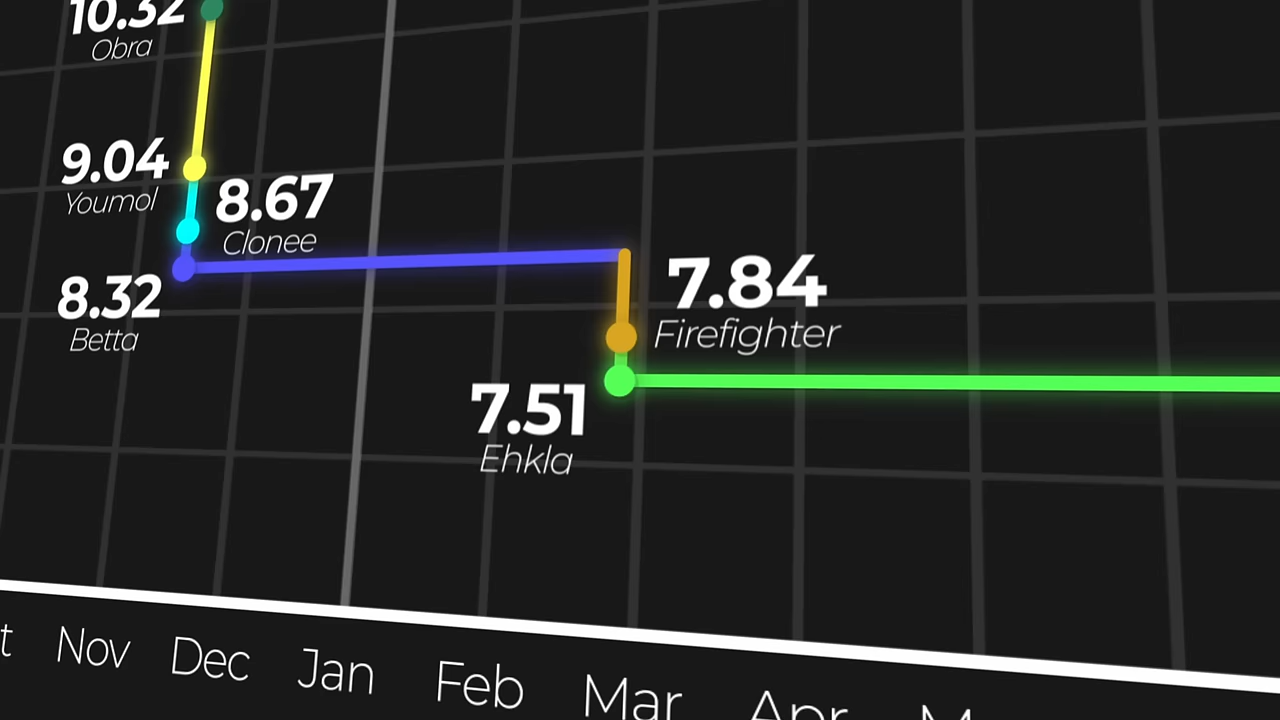 10.32
Obra
9.04
Youmol
8.67
Clonee
8.32
Betta
7.84
Firefighter
7.51
Ehkla
Nov Dec Jan Feb Mar Apr